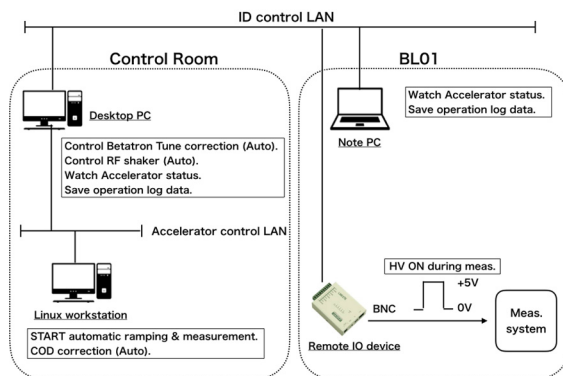 ID control LAN
Control Room
Desktop PC
Control Betatron Tune correction (Auto).
Control RF shaker (Auto).
Watch Accelerator status.
Save operation log data.
Accelerator control LAN
Linux workstation
START automatic ramping & measurement.
COD correction (Auto).
BL01
Watch Accelerator status.
Save operation log data.
Note PC
HV ON during meas.
+5V
0V
BNC
Remote IO device
Meas.
system